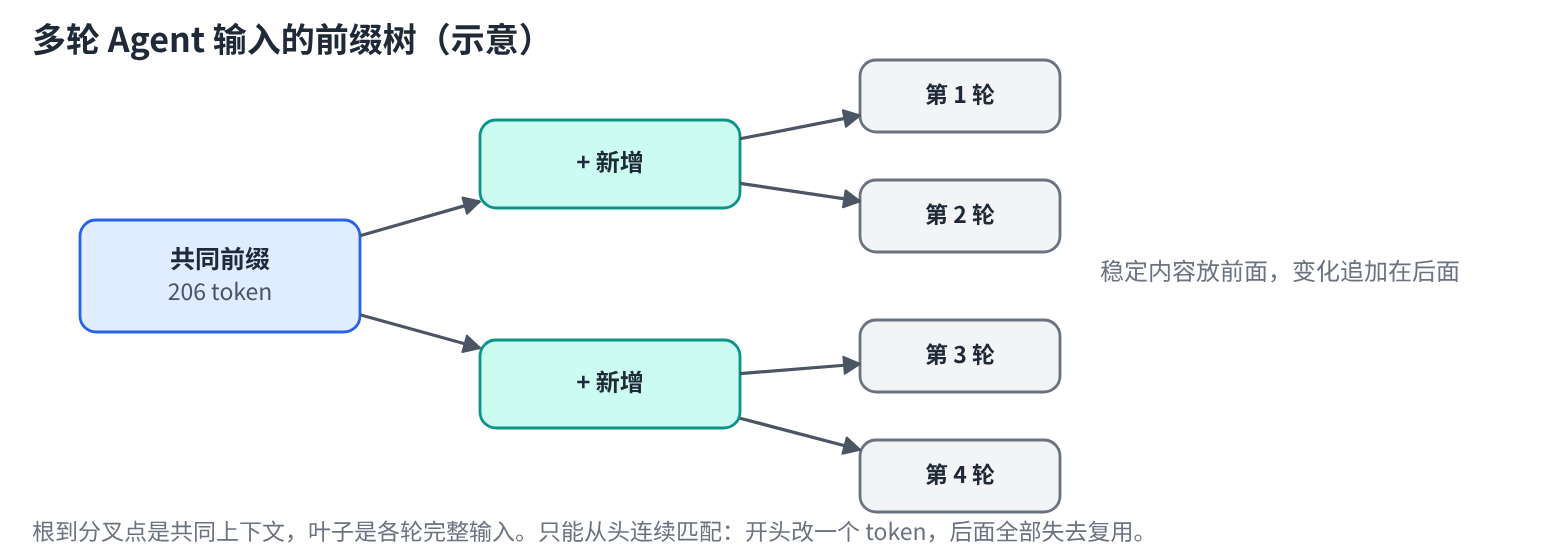 多轮 Agent 输入的前缀树（示意）
第 1 轮
+ 新增
第 2 轮
共同前缀
206 token
稳定内容放前面，变化追加在后面
第 3 轮
+ 新增
第 4 轮
根到分叉点是共同上下文，叶子是各轮完整输入。只能从头连续匹配：开头改一个 token，后面全部失去复用。